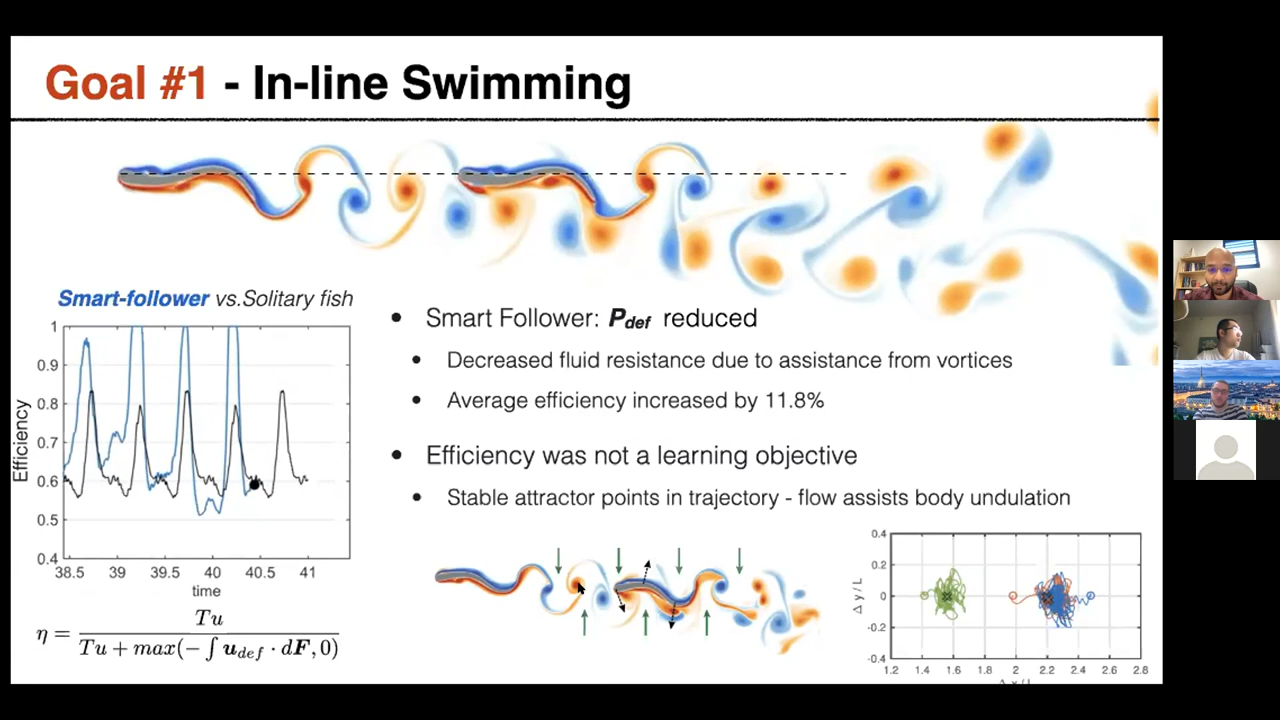 Goal #1 - In-line Swimming
Smart-follower vs.Solitary fish
1
0.9
0.8
0.7
0.6
0.5
0.4
Efficiency
38.5 39 39.5 40 40.5 41
time
η = Tu / Tu + max(− ∫ u_def · dF, 0)
• Smart Follower: P_def reduced
• Decreased fluid resistance due to assistance from vortices
• Average efficiency increased by 11.8%
• Efficiency was not a learning objective
• Stable attractor points in trajectory - flow assists body undulation
0.4
0.2
0
-0.2
-0.4
Δ y / L
1.2 1.4 1.6 1.8 2 2.2 2.4 2.6 2.8